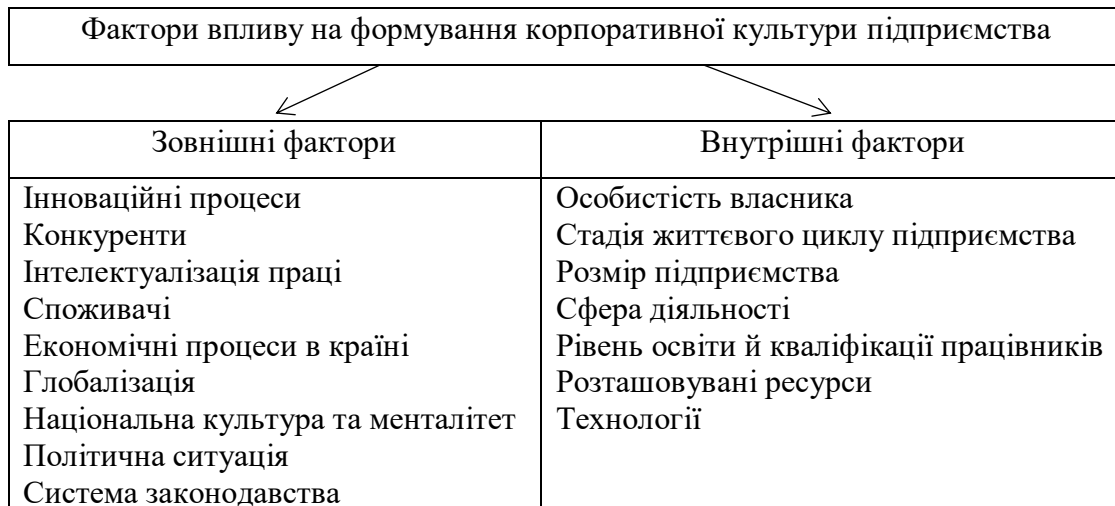 Фактори впливу на формування корпоративної культури підприємства
Зовнішні фактори
Інноваційні процеси
Конкуренти
Інтелектуалізація праці
Споживачі
Економічні процеси в країні
Глобалізація
Національна культура та менталітет
Політична ситуація
Система законодавства
Внутрішні фактори
Особистість власника
Стадія життєвого циклу підприємства
Розмір підприємства
Сфера діяльності
Рівень освіти й кваліфікації працівників
Розташовувані ресурси
Технології